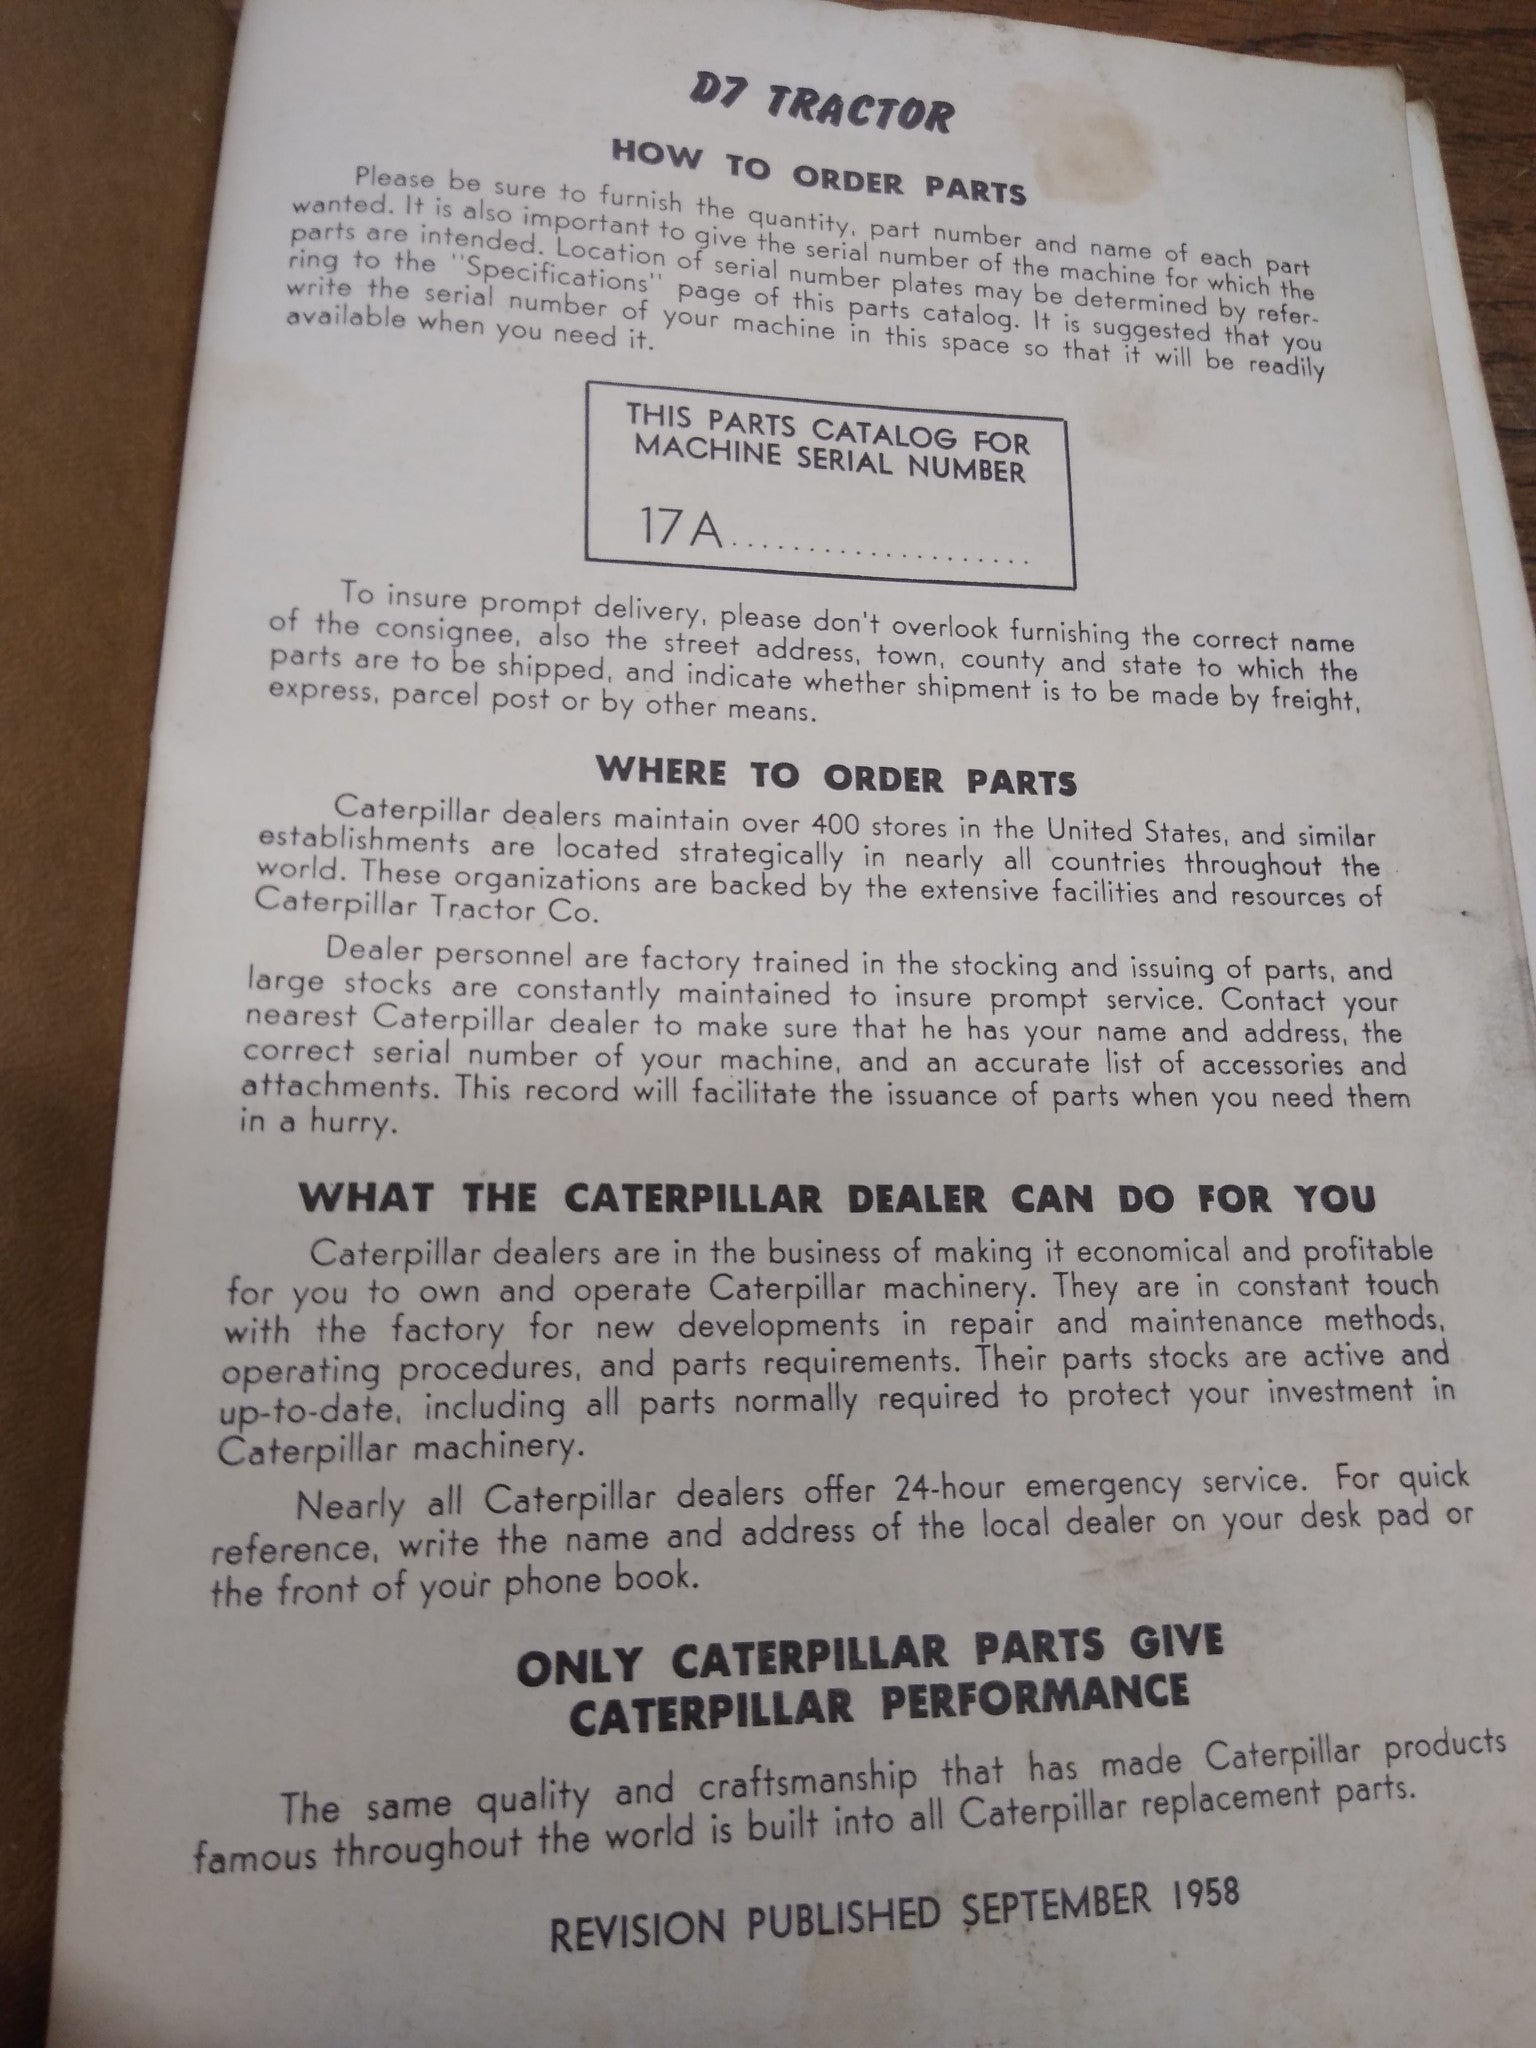 D7 TRACTOR
HOW TO ORDER PARTS
Please be sure to furnish the quantity, part number and name of each part
wanted. It is also important to give the serial number of the machine for which the
parts are intended. Location of serial number plates may be determined by refer-
ring to the "Specifications" page of this parts catalog. It is suggested that you
write the serial number of your machine in this space so that it will be readily
available when you need it.
THIS PARTS CATALOG FOR
MACHINE SERIAL NUMBER
17A....................
To insure prompt delivery, please don't overlook furnishing the correct name
of the consignee, also the street address, town, county and state to which the
parts are to be shipped, and indicate whether shipment is to be made by freight,
express, parcel post or by other means.
WHERE TO ORDER PARTS
Caterpillar dealers maintain over 400 stores in the United States, and similar
establishments are located strategically in nearly all countries throughout the
world. These organizations are backed by the extensive facilities and resources of
Caterpillar Tractor Co.
Dealer personnel are factory trained in the stocking and issuing of parts, and
large stocks are constantly maintained to insure prompt service. Contact your
nearest Caterpillar dealer to make sure that he has your name and address, the
correct serial number of your machine, and an accurate list of accessories and
attachments. This record will facilitate the issuance of parts when you need them
in a hurry.
WHAT THE CATERPILLAR DEALER CAN DO FOR YOU
Caterpillar dealers are in the business of making it economical and profitable
for you to own and operate Caterpillar machinery. They are in constant touch
with the factory for new developments in repair and maintenance methods,
operating procedures, and parts requirements. Their parts stocks are active and
up-to-date, including all parts normally required to protect your investment in
Caterpillar machinery.
Nearly all Caterpillar dealers offer 24-hour emergency service. For quick
reference, write the name and address of the local dealer on your desk pad or
the front of your phone book.
ONLY CATERPILLAR PARTS GIVE
CATERPILLAR PERFORMANCE
The same quality and craftsmanship that has made Caterpillar products
famous throughout the world is built into all Caterpillar replacement parts.
REVISION PUBLISHED SEPTEMBER 1958